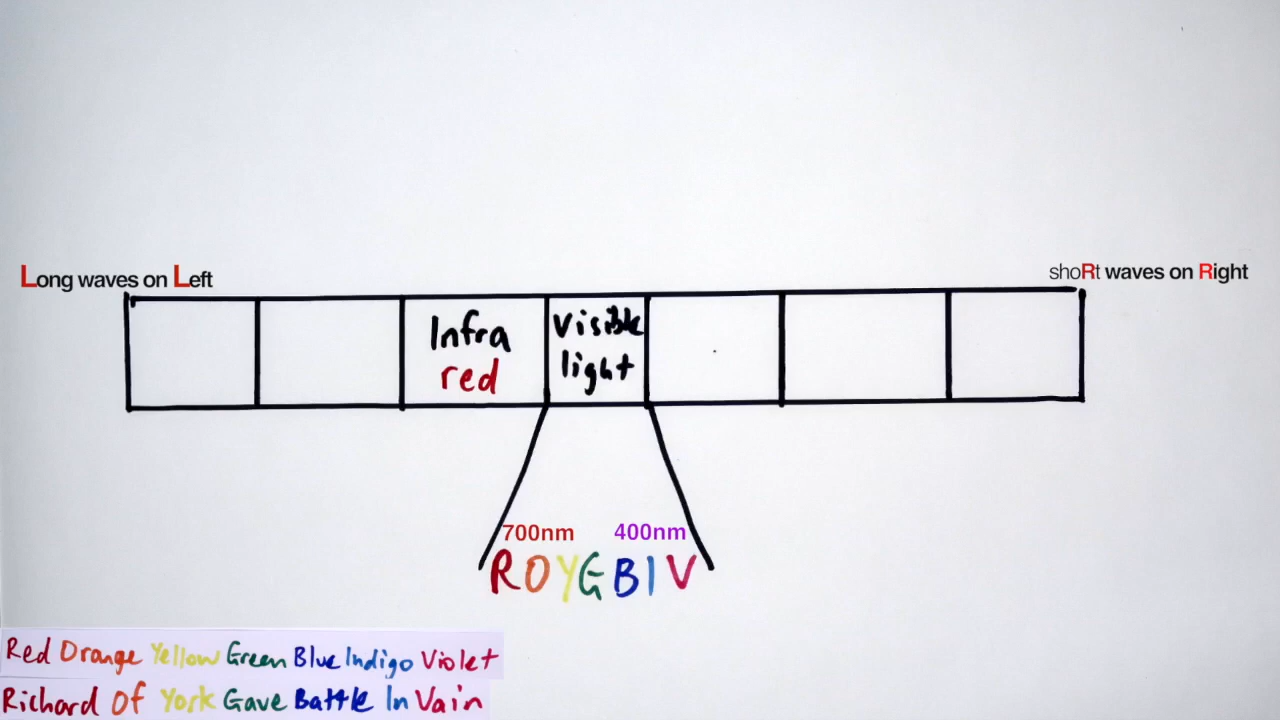 Long waves on Left
shoRt waves on Right
Infra
red
Visible
light
700nm
400nm
ROYGBIV
Red Orange Yellow Green Blue Indigo Violet
Richard Of York Gave Battle In Vain